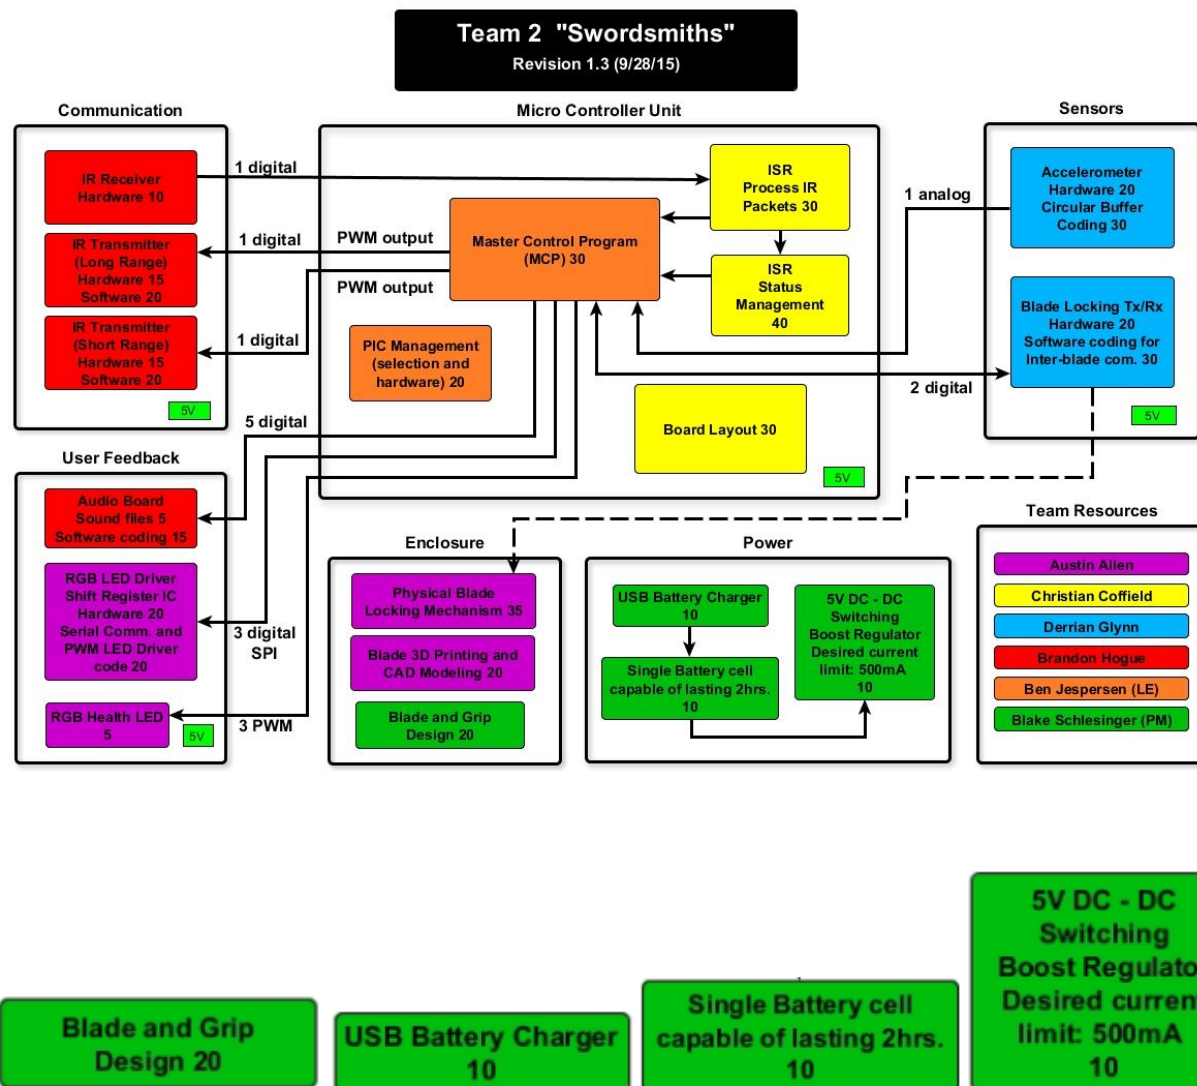 Team 2 "Swordsmiths"
Revision 1.3 (9/28/15)
Communication
IR Receiver
Hardware 10
IR Transmitter
(Long Range)
Hardware 15
Software 20
IR Transmitter
(Short Range)
Hardware 15
Software 20
5V
1 digital
1 digital
1 digital
PWM output
PWM output
Micro Controller Unit
ISR
Process IR
Packets 30
Master Control Program
(MCP) 30
ISR
Status
Management
40
PIC Management
(selection and
hardware) 20
Board Layout 30
5V
Sensors
1 analog
Accelerometer
Hardware 20
Circular Buffer
Coding 30
Blade Locking Tx/Rx
Hardware 20
Software coding for
inter-blade com. 30
2 digital
5V
User Feedback
5 digital
Audio Board
Sound files 5
Software coding 15
RGB LED Driver
Shift Register IC
Hardware 20
Serial Comm. and
PWM LED Driver
code 20
3 digital
SPI
RGB Health LED
5
5V
3 PWM
Enclosure
Physical Blade
Locking Mechanism 35
Blade 3D Printing and
CAD Modeling 20
Blade and Grip
Design 20
Power
USB Battery Charger
10
Single Battery cell
capable of lasting 2hrs.
10
5V DC - DC
Switching
Boost Regulator
Desired current
limit: 500mA
10
Team Resources
Austin Allen
Christian Coffield
Derrian Glynn
Brandon Hogue
Ben Jespersen (LE)
Blake Schlesinger (PM)
Blade and Grip
Design 20
USB Battery Charger
10
Single Battery cell
capable of lasting 2hrs.
10
5V DC - DC
Switching
Boost Regulato
Desired curren
limit: 500mA
10